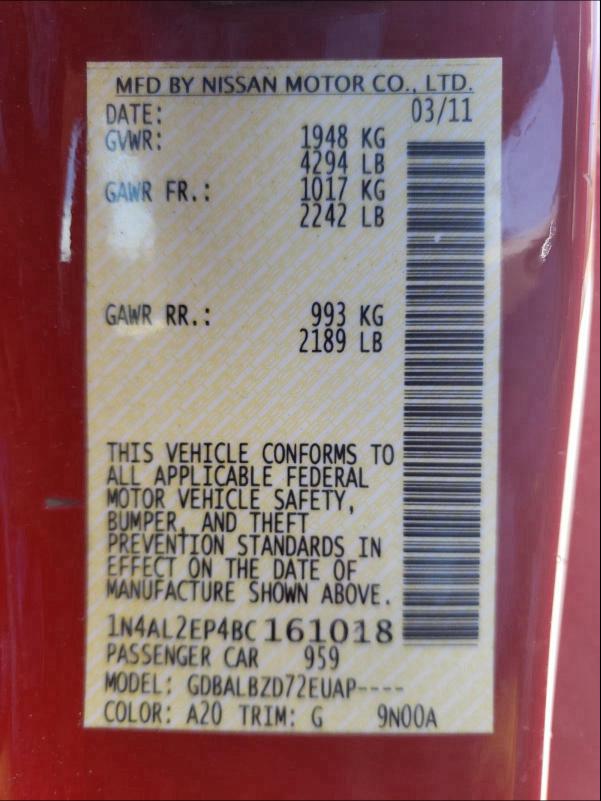 MFD BY NISSAN MOTOR CO., LTD.
DATE: 03/11
GVWR: 1948 KG
4294 LB
GAWR FR.: 1017 KG
2242 LB
GAWR RR.: 993 KG
2189 LB
THIS VEHICLE CONFORMS TO
ALL APPLICABLE FEDERAL
MOTOR VEHICLE SAFETY,
BUMPER, AND THEFT
PREVENTION STANDARDS IN
EFFECT ON THE DATE OF
MANUFACTURE SHOWN ABOVE.
1N4AL2EP4BC161018
PASSENGER CAR 959
MODEL: GDBALBZD72EUAP----
COLOR: A20 TRIM: G 9N00A